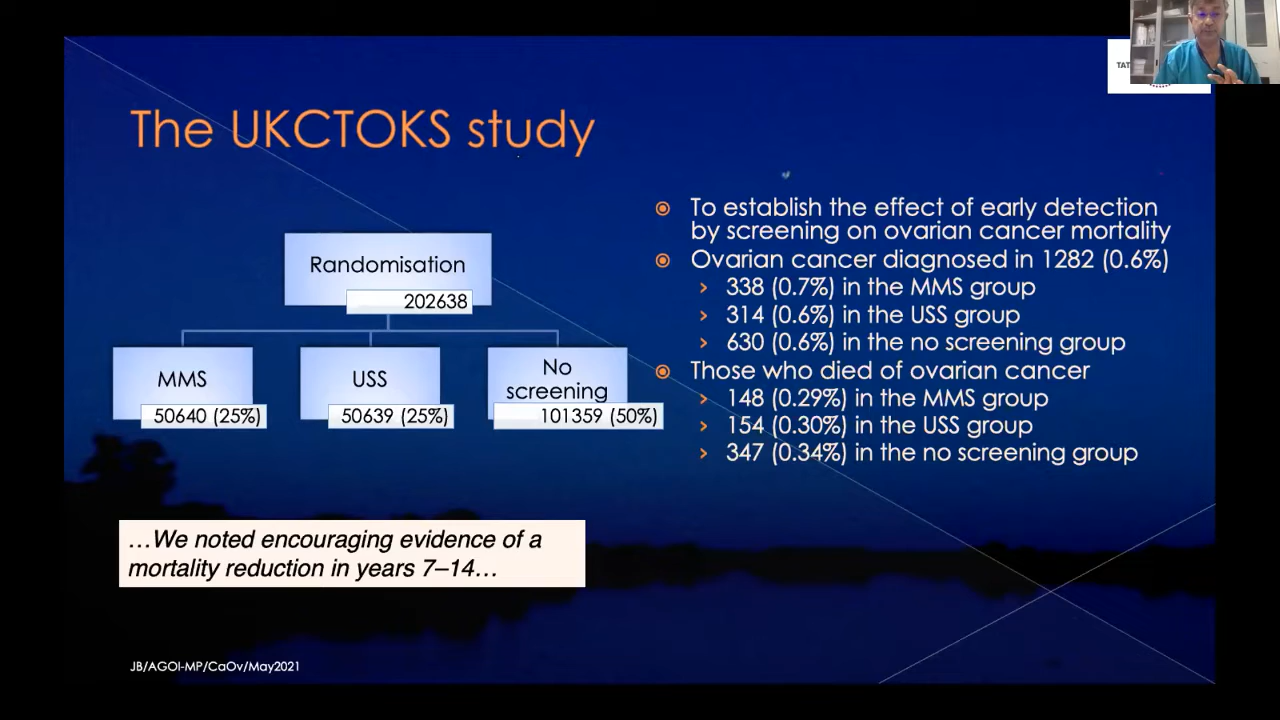 TAT
The UKCTOKS study
Randomisation
202638
MMS
50640 (25%)
USS
50639 (25%)
No
screening
101359 (50%)
To establish the effect of early detection
by screening on ovarian cancer mortality
Ovarian cancer diagnosed in 1282 (0.6%)
338 (0.7%) in the MMS group
314 (0.6%) in the USS group
630 (0.6%) in the no screening group
Those who died of ovarian cancer
148 (0.29%) in the MMS group
154 (0.30%) in the USS group
347 (0.34%) in the no screening group
…We noted encouraging evidence of a
mortality reduction in years 7–14…
JB/AGOI-MP/CaOv/May2021